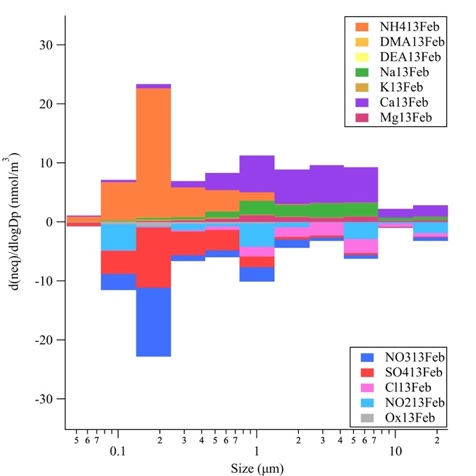 NH413Feb
DMA13Feb
DEA13Feb
Na13Feb
K13Feb
Ca13Feb
Mg13Feb
30
20
10
0
-10
-20
-30
d(neq)/dlogDp (nmol/m³)
NO313Feb
SO413Feb
Cl13Feb
NO213Feb
Ox13Feb
5 6 7 2 3 4 5 6 7 2 3 4 5 6 7 2
0.1 1 10
Size (μm)